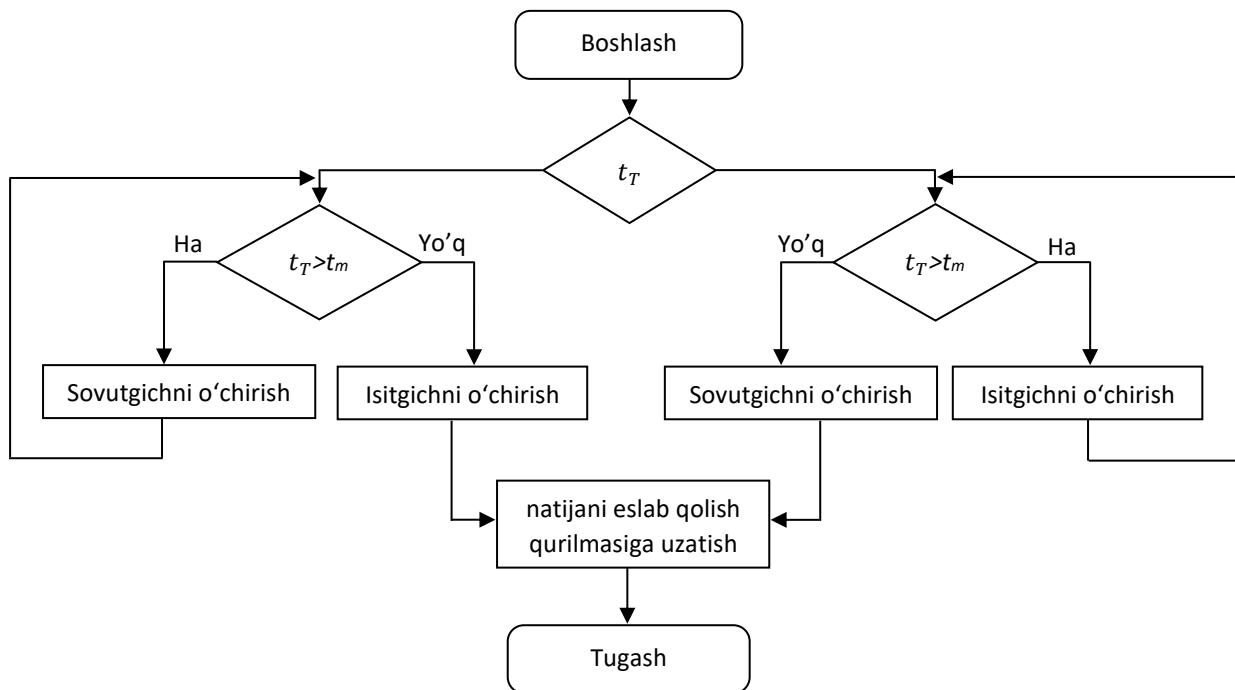 Boshlash
t_T
Ha
t_T>t_m
Yo’q
Yo’q
t_T>t_m
Ha
Sovutgichni o‘chirish
Isitgichni o‘chirish
Sovutgichni o‘chirish
Isitgichni o‘chirish
natijani eslab qolish
qurilmasiga uzatish
Tugash